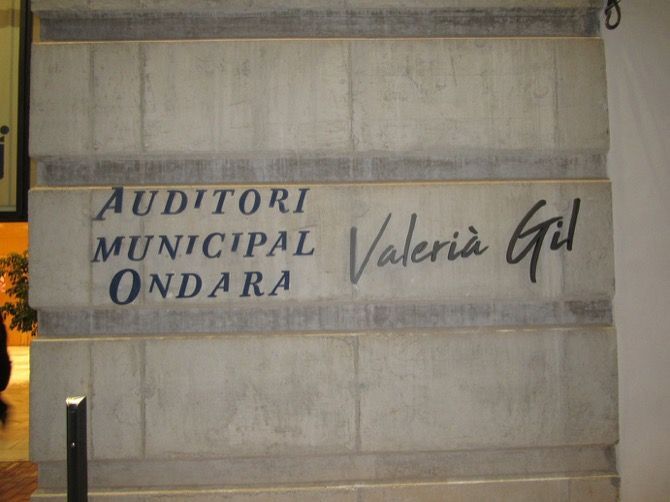 AUDITORI
MUNICIPAL
ONDARA
Valerià Gil